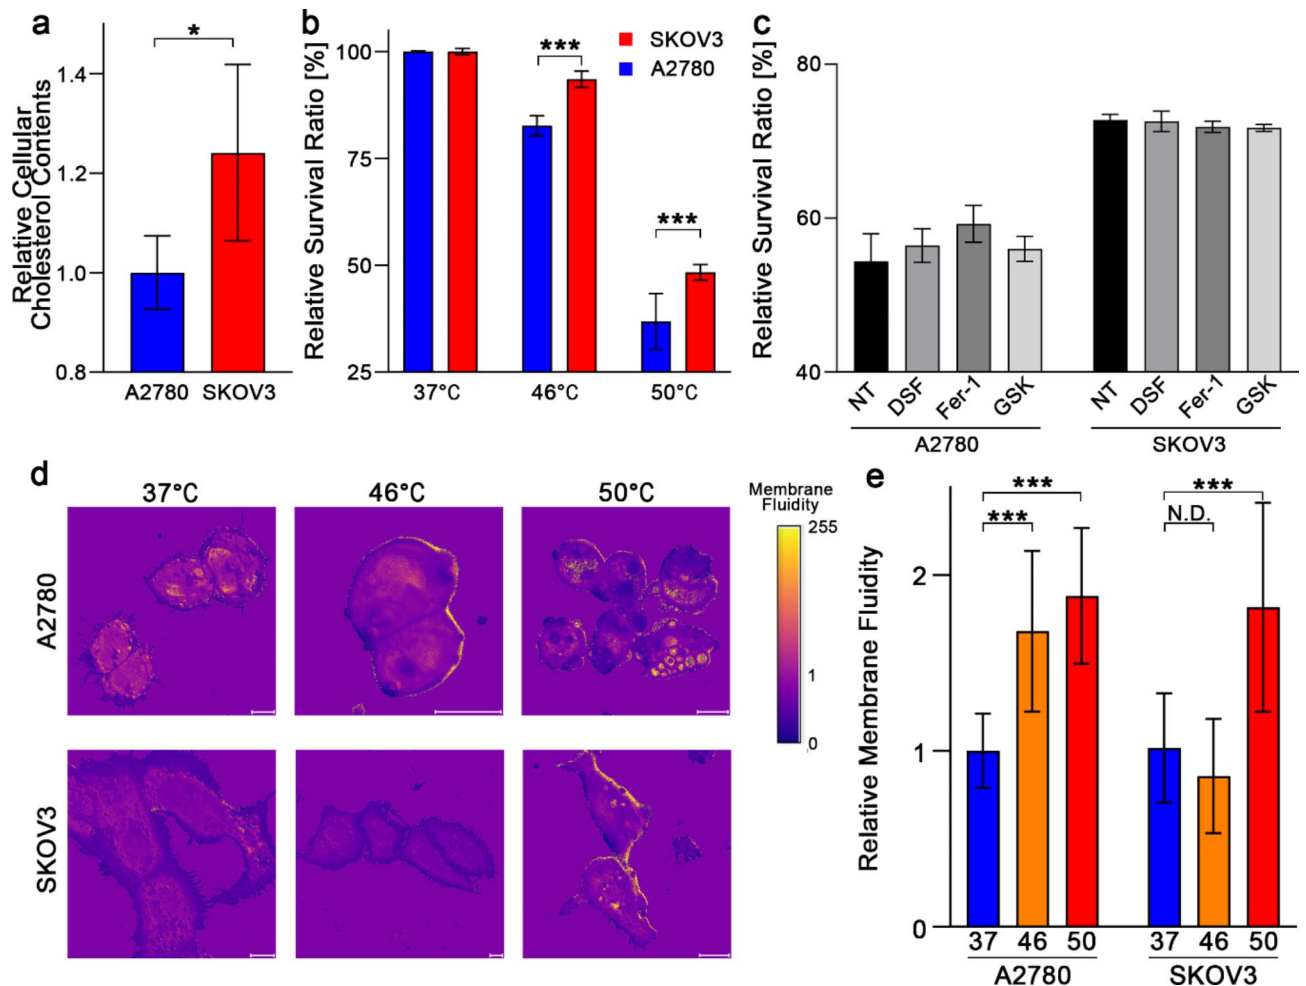 a
Relative Cellular
Cholesterol Contents
1.4
1.2
1.0
0.8
*
A2780 SKOV3
b
Relative Survival Ratio [%]
100
75
50
25
***
***
SKOV3
A2780
37°C 46°C 50°C
c
Relative Survival Ratio [%]
80
60
40
NT DSF Fer-1 GSK NT DSF Fer-1 GSK
A2780 SKOV3
d
37°C 46°C 50°C
A2780
SKOV3
Membrane
Fluidity
255
1
0
e
Relative Membrane Fluidity
2
1
0
*** ***
*** N.D.
37 46 50 37 46 50
A2780 SKOV3